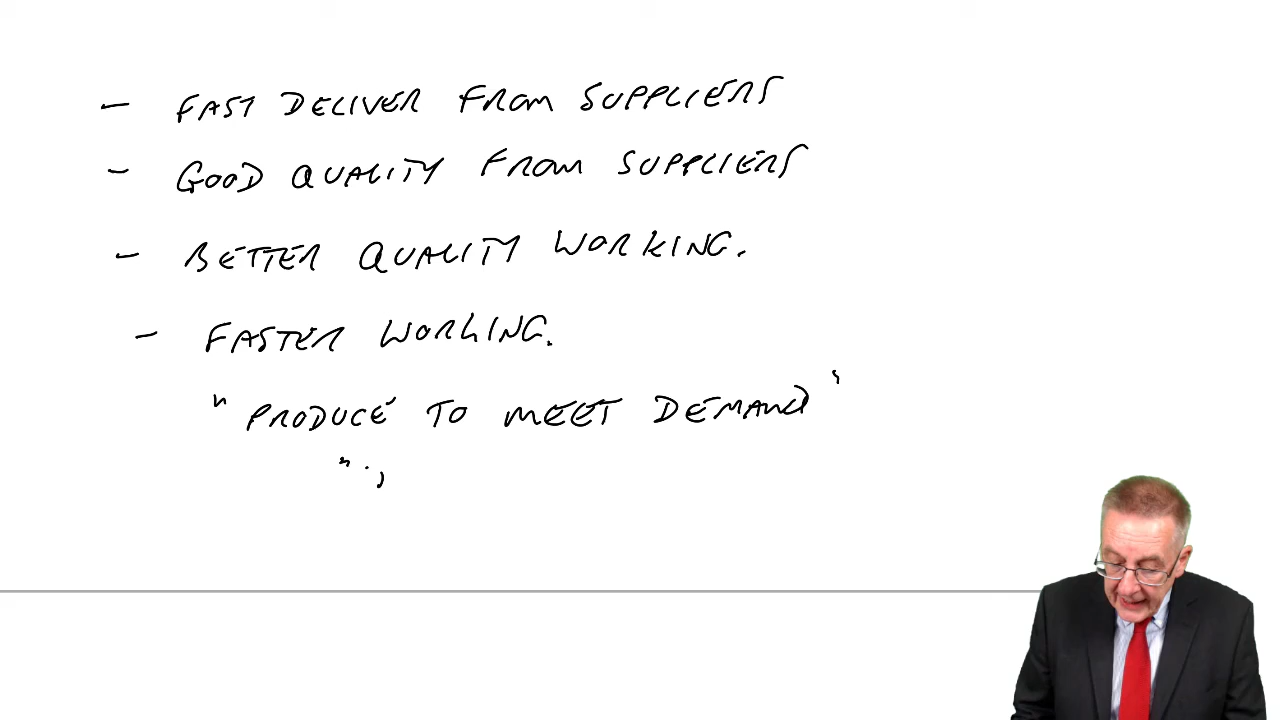 - FAST DELIVER FROM SUPPLIERS
- GOOD QUALITY FROM SUPPLIERS
- BETTER QUALITY WORKING.
- FASTER WORKING.
"PRODUCE TO MEET DEMAND"
"